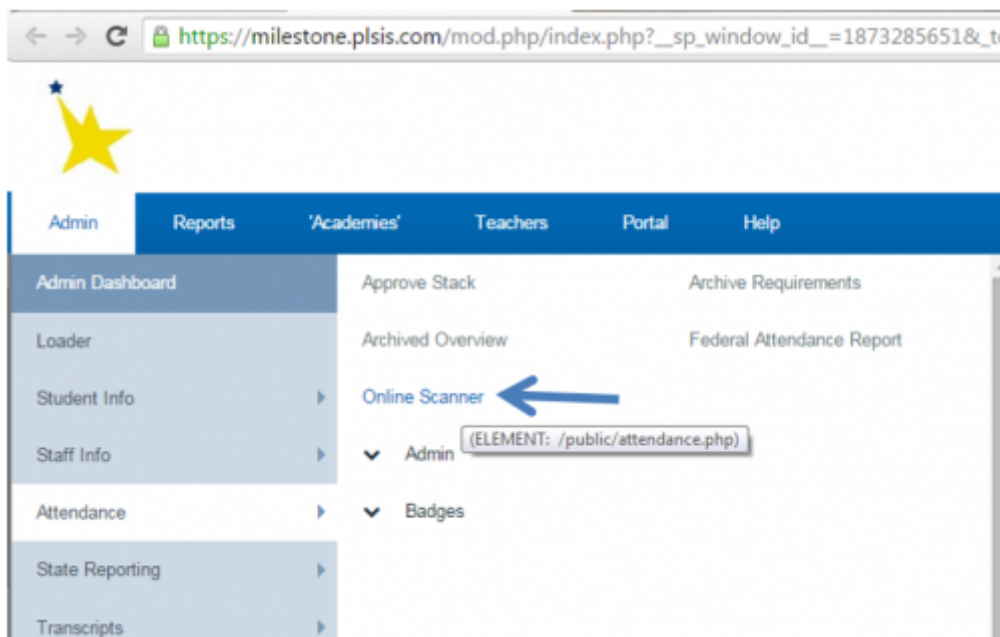 https://milestone.plsis.com/mod.php/index.php?__sp_window_id__=1873285651&_t
Admin Reports 'Academies' Teachers Portal Help
Admin Dashboard Approve Stack Archive Requirements
Loader Archived Overview Federal Attendance Report
Student Info Online Scanner
(ELEMENT: /public/attendance.php)
Staff Info Admin
Attendance Badges
State Reporting
Transcripts